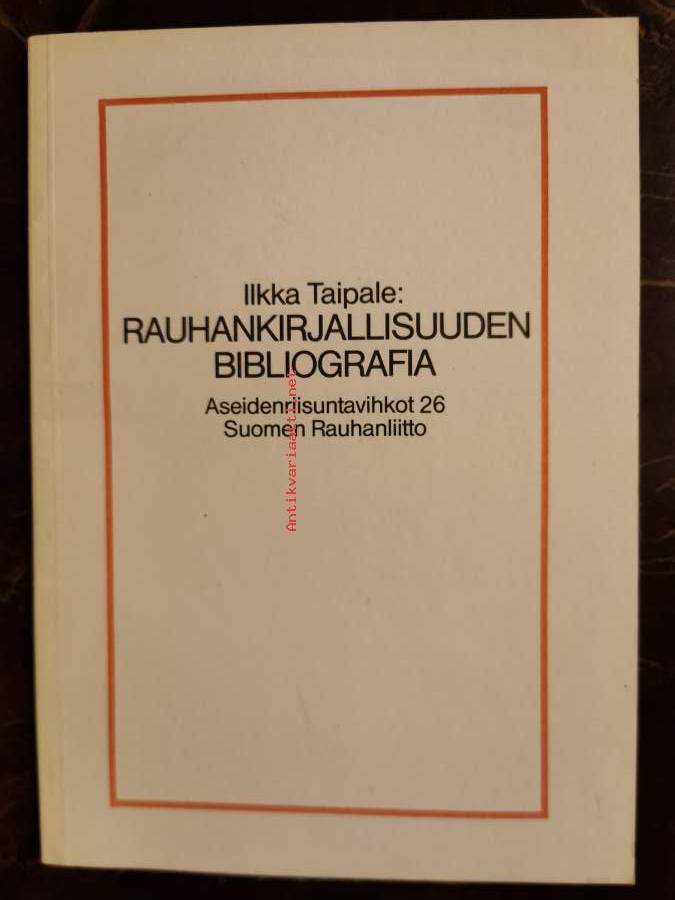 Ilkka Taipale:
RAUHANKIRJALLISUUDEN
BIBLIOGRAFIA
Aseidenriisuntavihkot 26
Suomen Rauhanliitto
Antikvariaatti.net